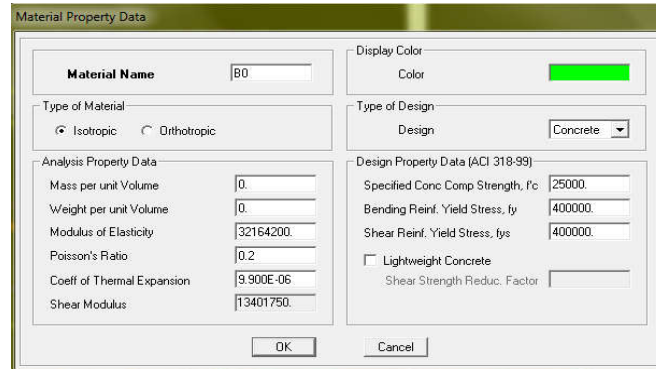 Material Property Data
Material Name B0
Display Color
Color
Type of Material
Isotropic Orthotropic
Type of Design
Design Concrete
Analysis Property Data
Mass per unit Volume 0.
Weight per unit Volume 0.
Modulus of Elasticity 32164200.
Poisson's Ratio 0.2
Coeff of Thermal Expansion 9.900E-06
Shear Modulus 13401750.
Design Property Data (ACI 318-99)
Specified Conc Comp Strength, f'c 25000.
Bending Reinf. Yield Stress, fy 400000.
Shear Reinf. Yield Stress, fys 400000.
Lightweight Concrete
Shear Strength Reduc. Factor
OK Cancel